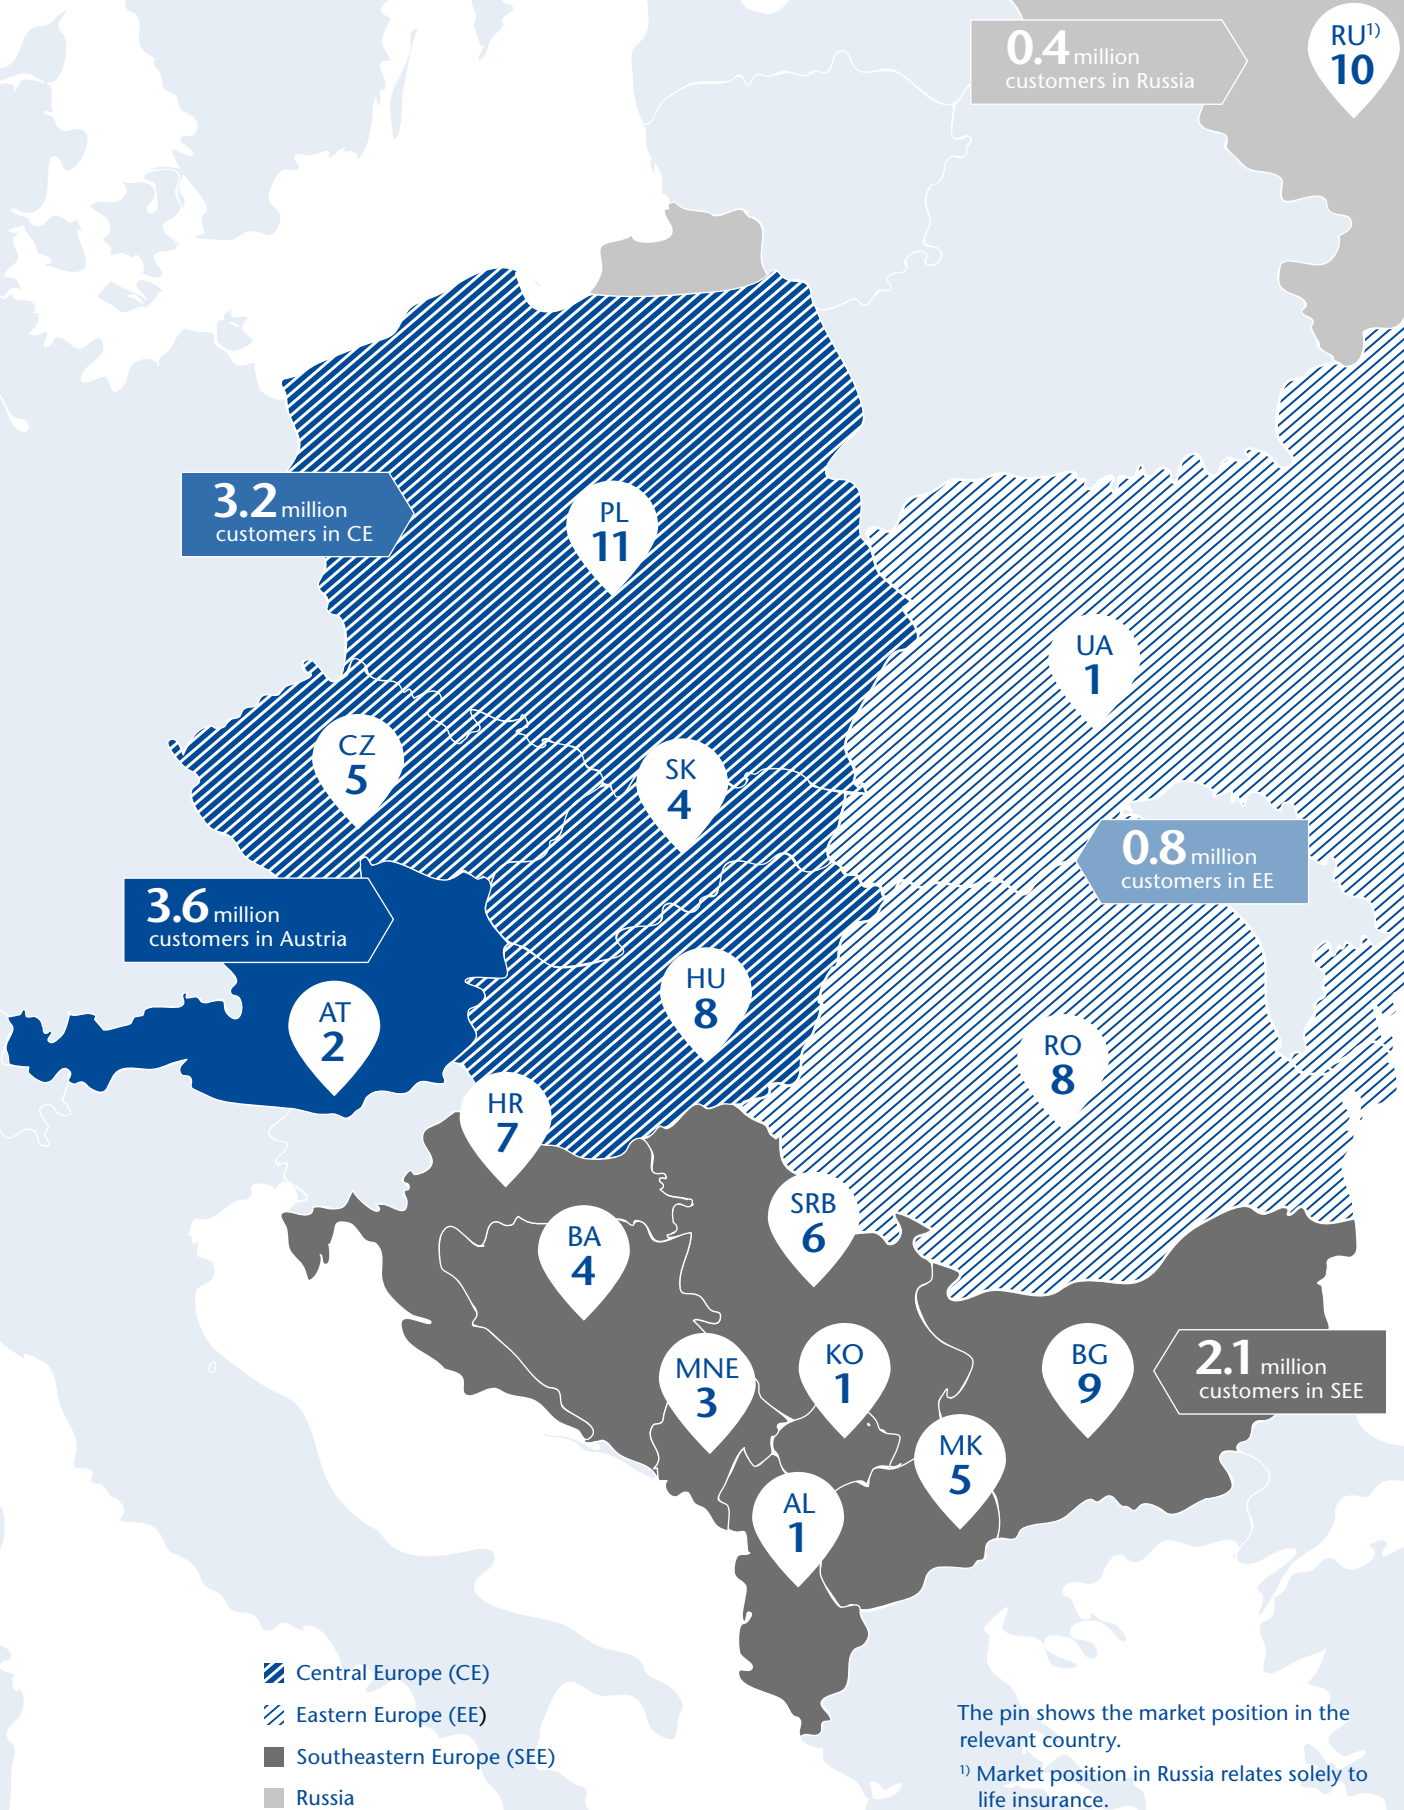 0.4 million
customers in Russia
RU¹⁾
10
3.2 million
customers in CE
PL
11
UA
1
CZ
5
SK
4
0.8 million
customers in EE
3.6 million
customers in Austria
AT
2
HU
8
RO
8
HR
7
SRB
6
BA
4
MNE
3
KO
1
BG
9
2.1 million
customers in SEE
MK
5
AL
1
Central Europe (CE)
Eastern Europe (EE)
Southeastern Europe (SEE)
Russia
The pin shows the market position in the
relevant country.
¹⁾ Market position in Russia relates solely to
life insurance.